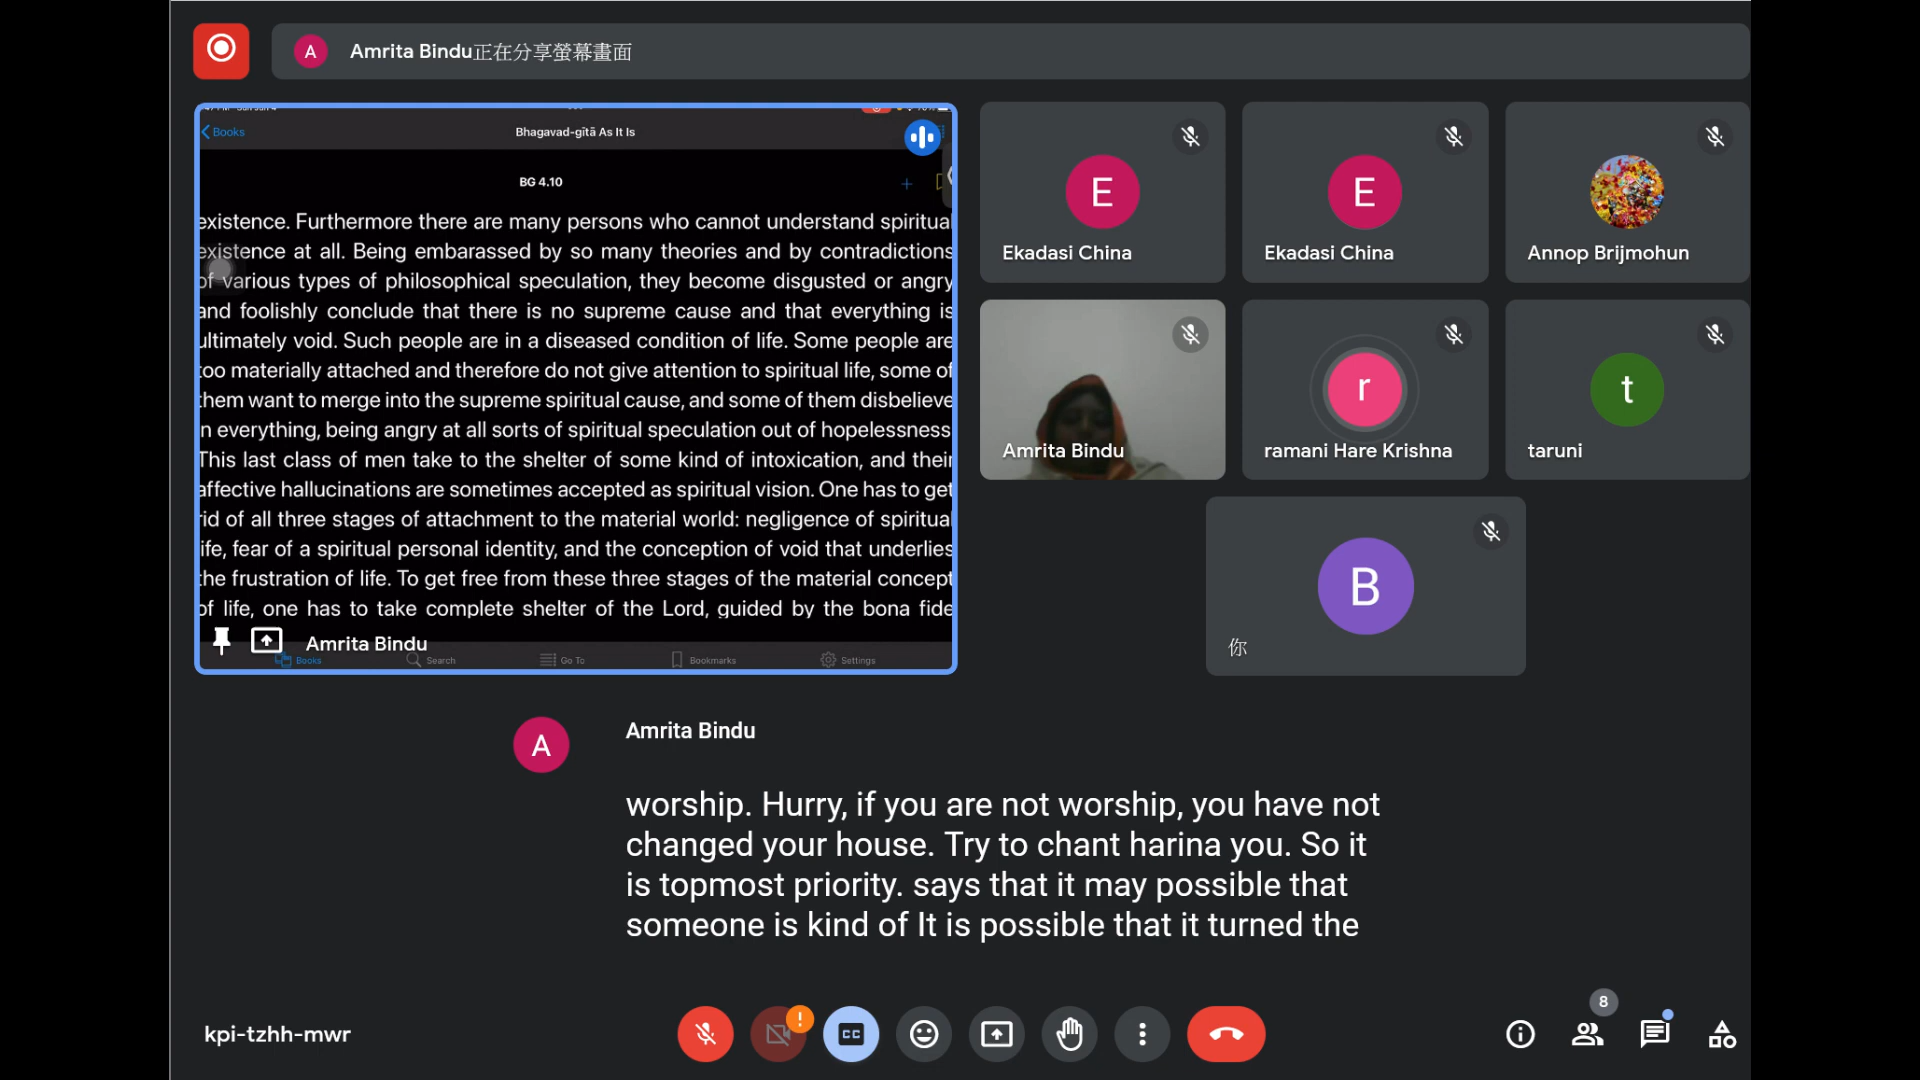 A Amrita Bindu正在分享螢幕畫面
Books
Bhagavad-gītā As It Is
BG 4.10
existence. Furthermore there are many persons who cannot understand spiritual
existence at all. Being embarassed by so many theories and by contradictions
of various types of philosophical speculation, they become disgusted or angry
and foolishly conclude that there is no supreme cause and that everything is
ultimately void. Such people are in a diseased condition of life. Some people are
too materially attached and therefore do not give attention to spiritual life, some of
them want to merge into the supreme spiritual cause, and some of them disbelieve
in everything, being angry at all sorts of spiritual speculation out of hopelessness
This last class of men take to the shelter of some kind of intoxication, and their
affective hallucinations are sometimes accepted as spiritual vision. One has to get
rid of all three stages of attachment to the material world: negligence of spiritual
life, fear of a spiritual personal identity, and the conception of void that underlies
the frustration of life. To get free from these three stages of the material concept
of life, one has to take complete shelter of the Lord, guided by the bona fide
Amrita Bindu
Books
Search
Go To
Bookmarks
Settings
E
Ekadasi China
E
Ekadasi China
Annop Brijmohun
Amrita Bindu
r
ramani Hare Krishna
t
taruni
B
你
A
Amrita Bindu
worship. Hurry, if you are not worship, you have not
changed your house. Try to chant harina you. So it
is topmost priority. says that it may possible that
someone is kind of It is possible that it turned the
kpi-tzhh-mwr
!
CC
8